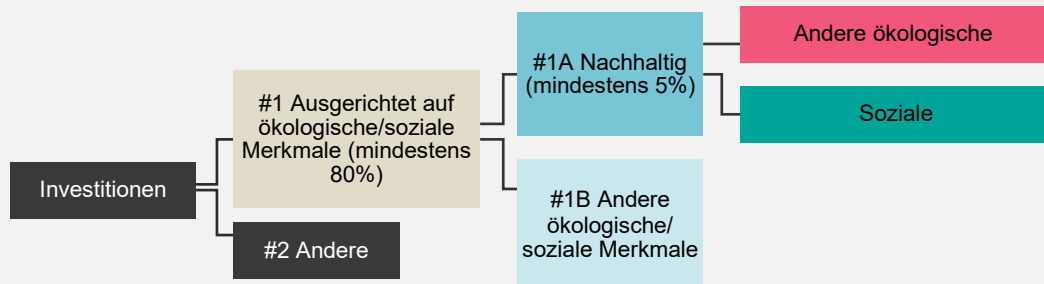 Investitionen
#1 Ausgerichtet auf
ökologische/soziale
Merkmale (mindestens
80%)
#2 Andere
#1A Nachhaltig
(mindestens 5%)
#1B Andere
ökologische/
soziale Merkmale
Andere ökologische
Soziale